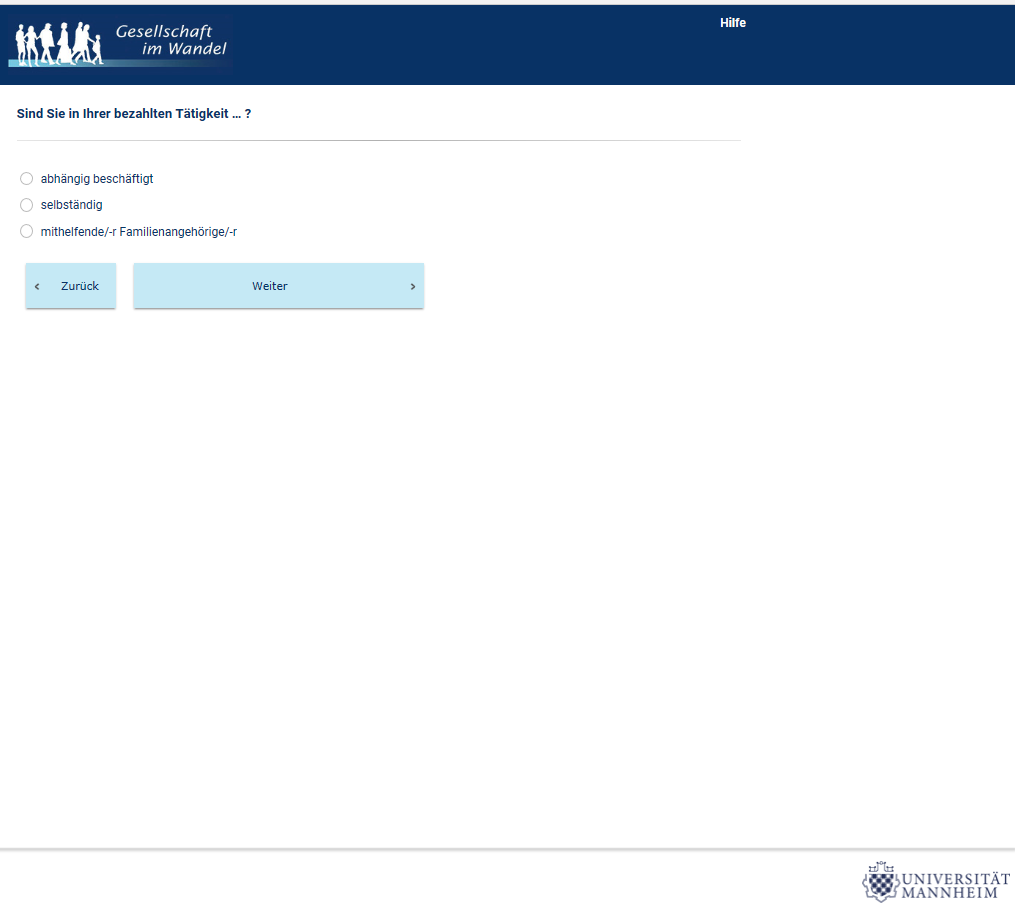 Gesellschaft
im Wandel
Hilfe
Sind Sie in Ihrer bezahlten Tätigkeit … ?
abhängig beschäftigt
selbständig
mithelfende/-r Familienangehörige/-r
‹ Zurück
Weiter ›
UNIVERSITÄT
MANNHEIM